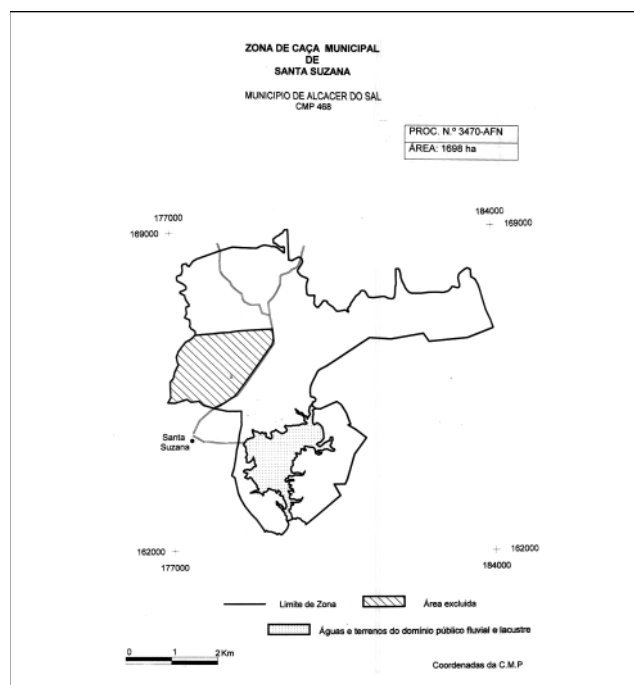 ZONA DE CAÇA MUNICIPAL
DE
SANTA SUZANA
MUNICIPIO DE ALCACER DO SAL
CMP 468
PROC. N.º 3470-AFN
ÁREA: 1698 ha
177000
169000
184000
169000
Santa
Suzana
162000
177000
162000
184000
Limite de Zona
Área excluida
Águas e terrenos do domínio público fluvial e lacustre
0 1 2 Km
Coordenadas da C.M.P